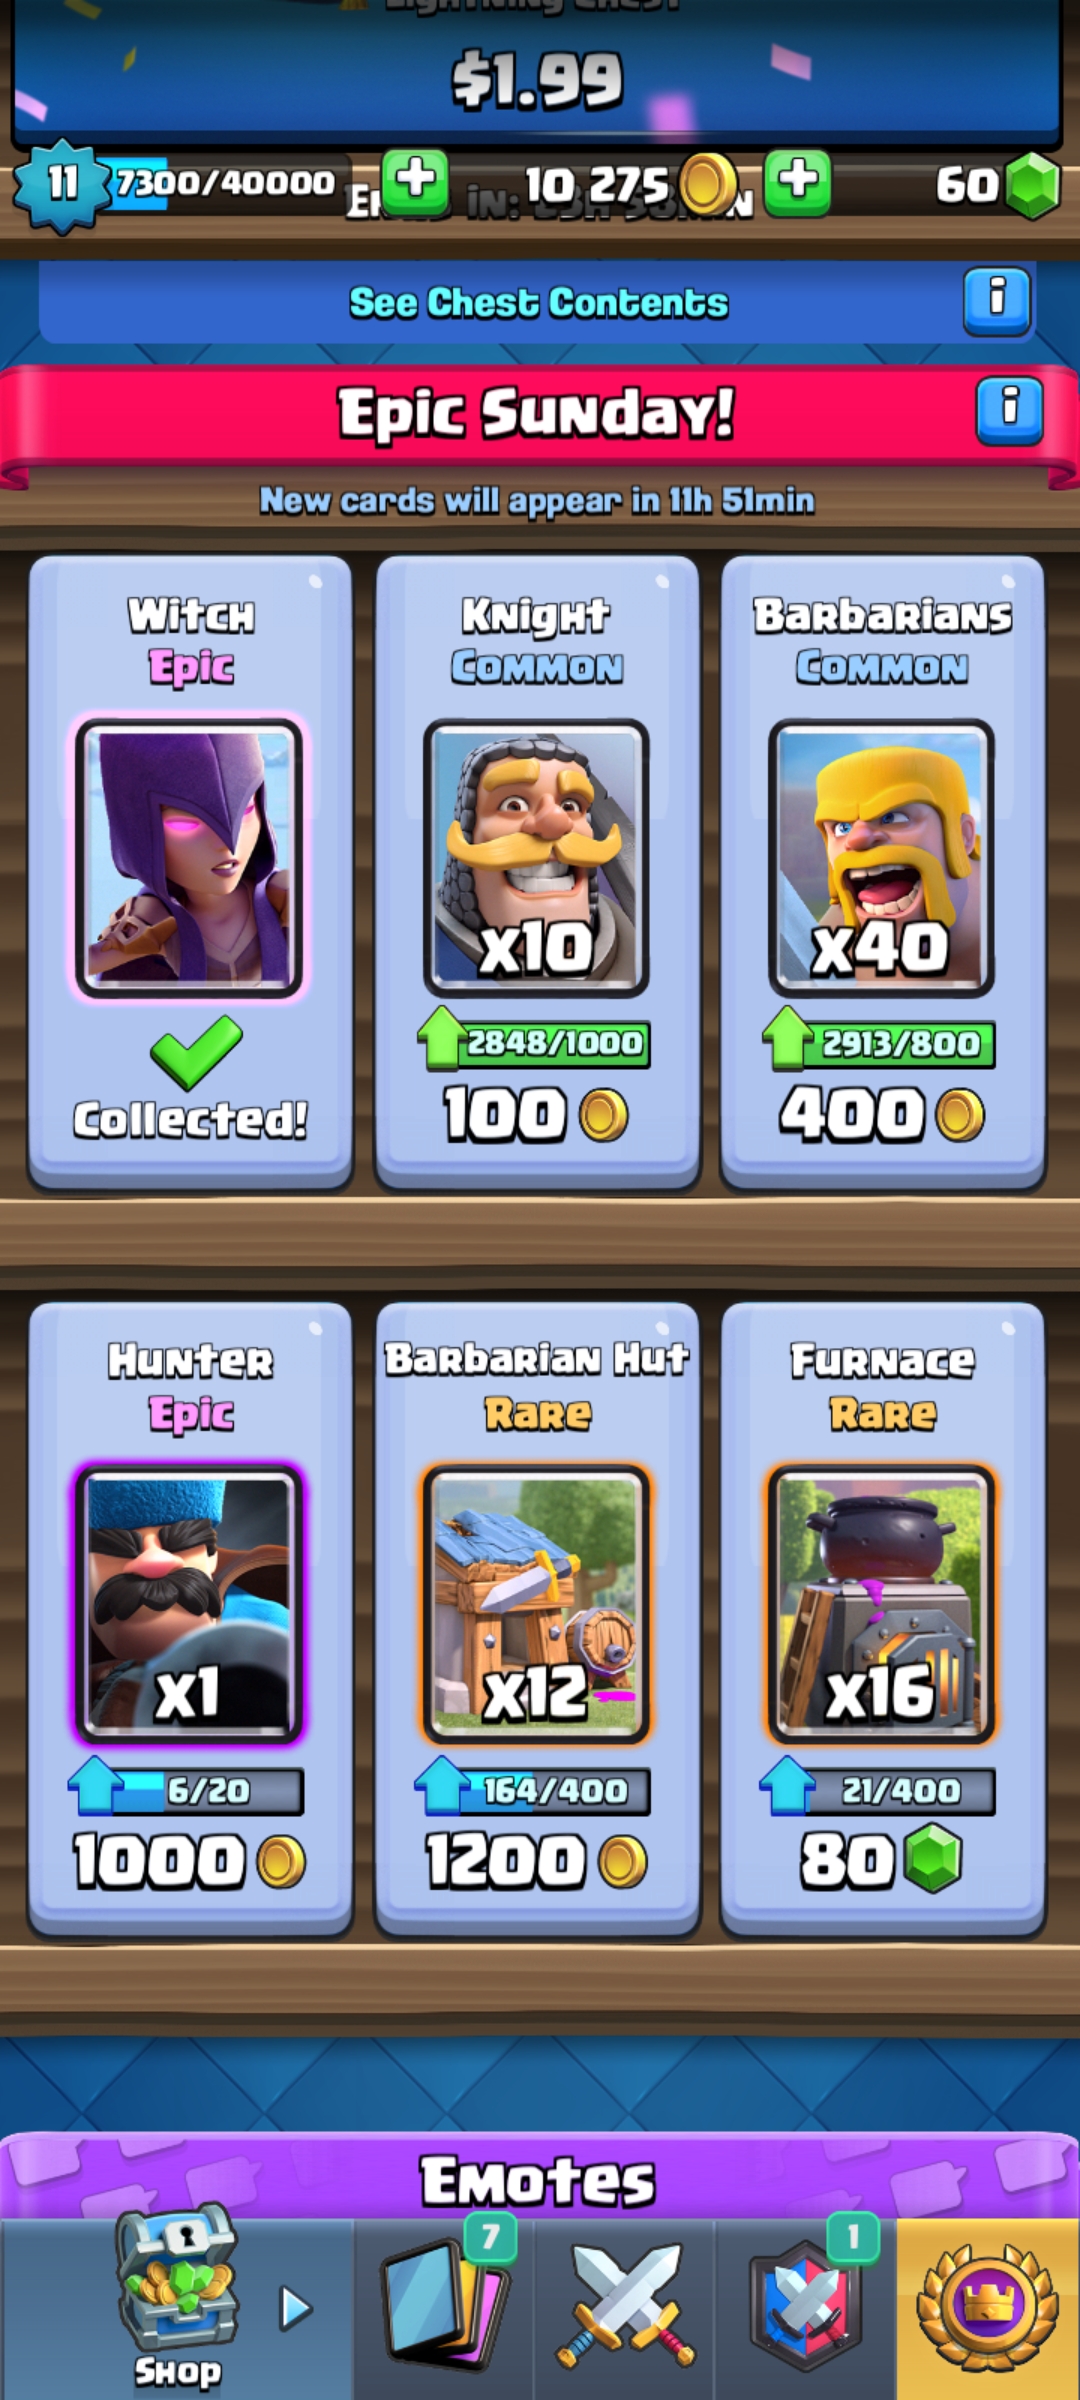 Lightning Chest
$1.99
11 7300/40000 10 275 60
See Chest Contents
Epic Sunday!
New cards will appear in 11h 51min
Witch Knight Barbarians
Epic Common Common
x10 x40
2848/1000 2913/800
Collected! 100 400
Hunter Barbarian Hut Furnace
Epic Rare Rare
x1 x12 x16
6/20 164/400 21/400
1000 1200 80
Emotes
7 1
Shop